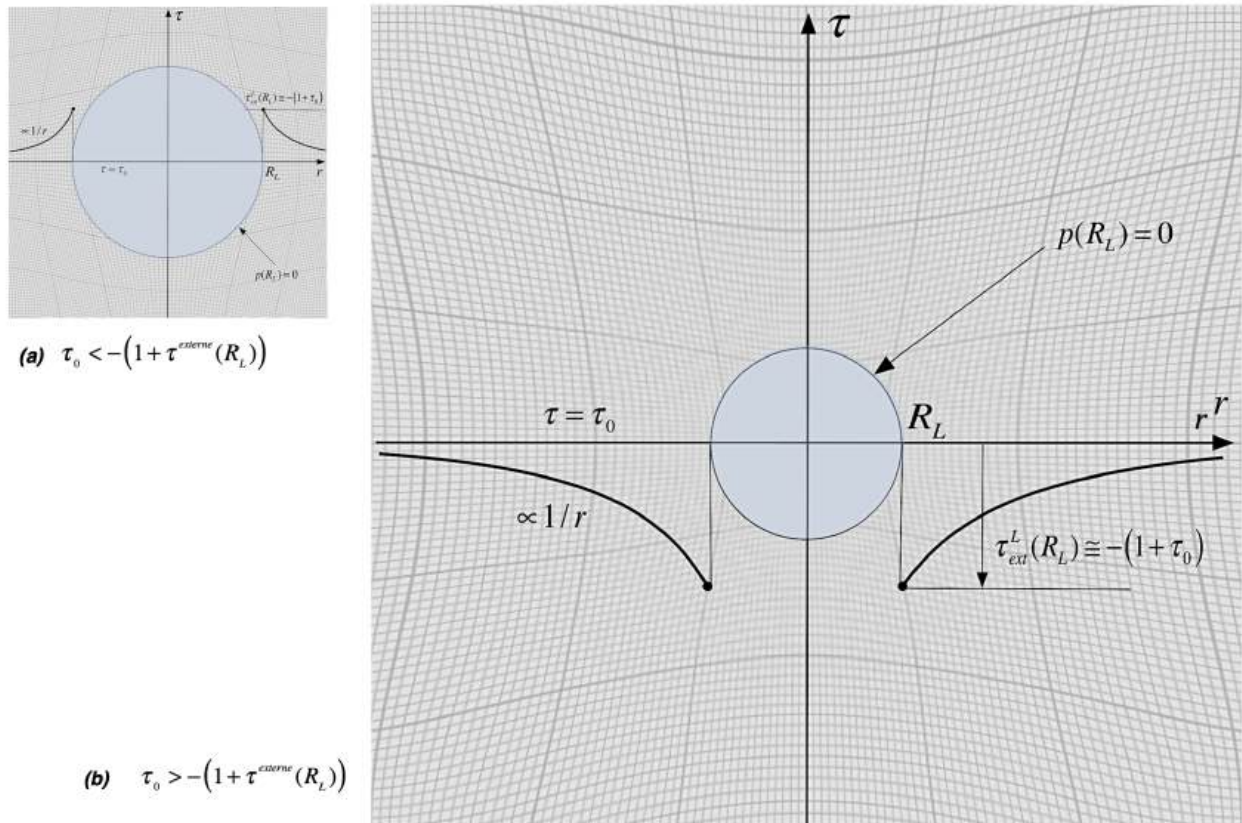 τ
τ_ext^L(R_L) ≅ −(1+τ_0)
∝ 1/r
τ = τ_0
R_L
r
p(R_L) = 0
(a) τ_0 < −(1+τ^externe(R_L))
τ
p(R_L) = 0
τ = τ_0
R_L
r r
∝ 1/r
τ_ext^L(R_L) ≅ −(1+τ_0)
(b) τ_0 > −(1+τ^externe(R_L))